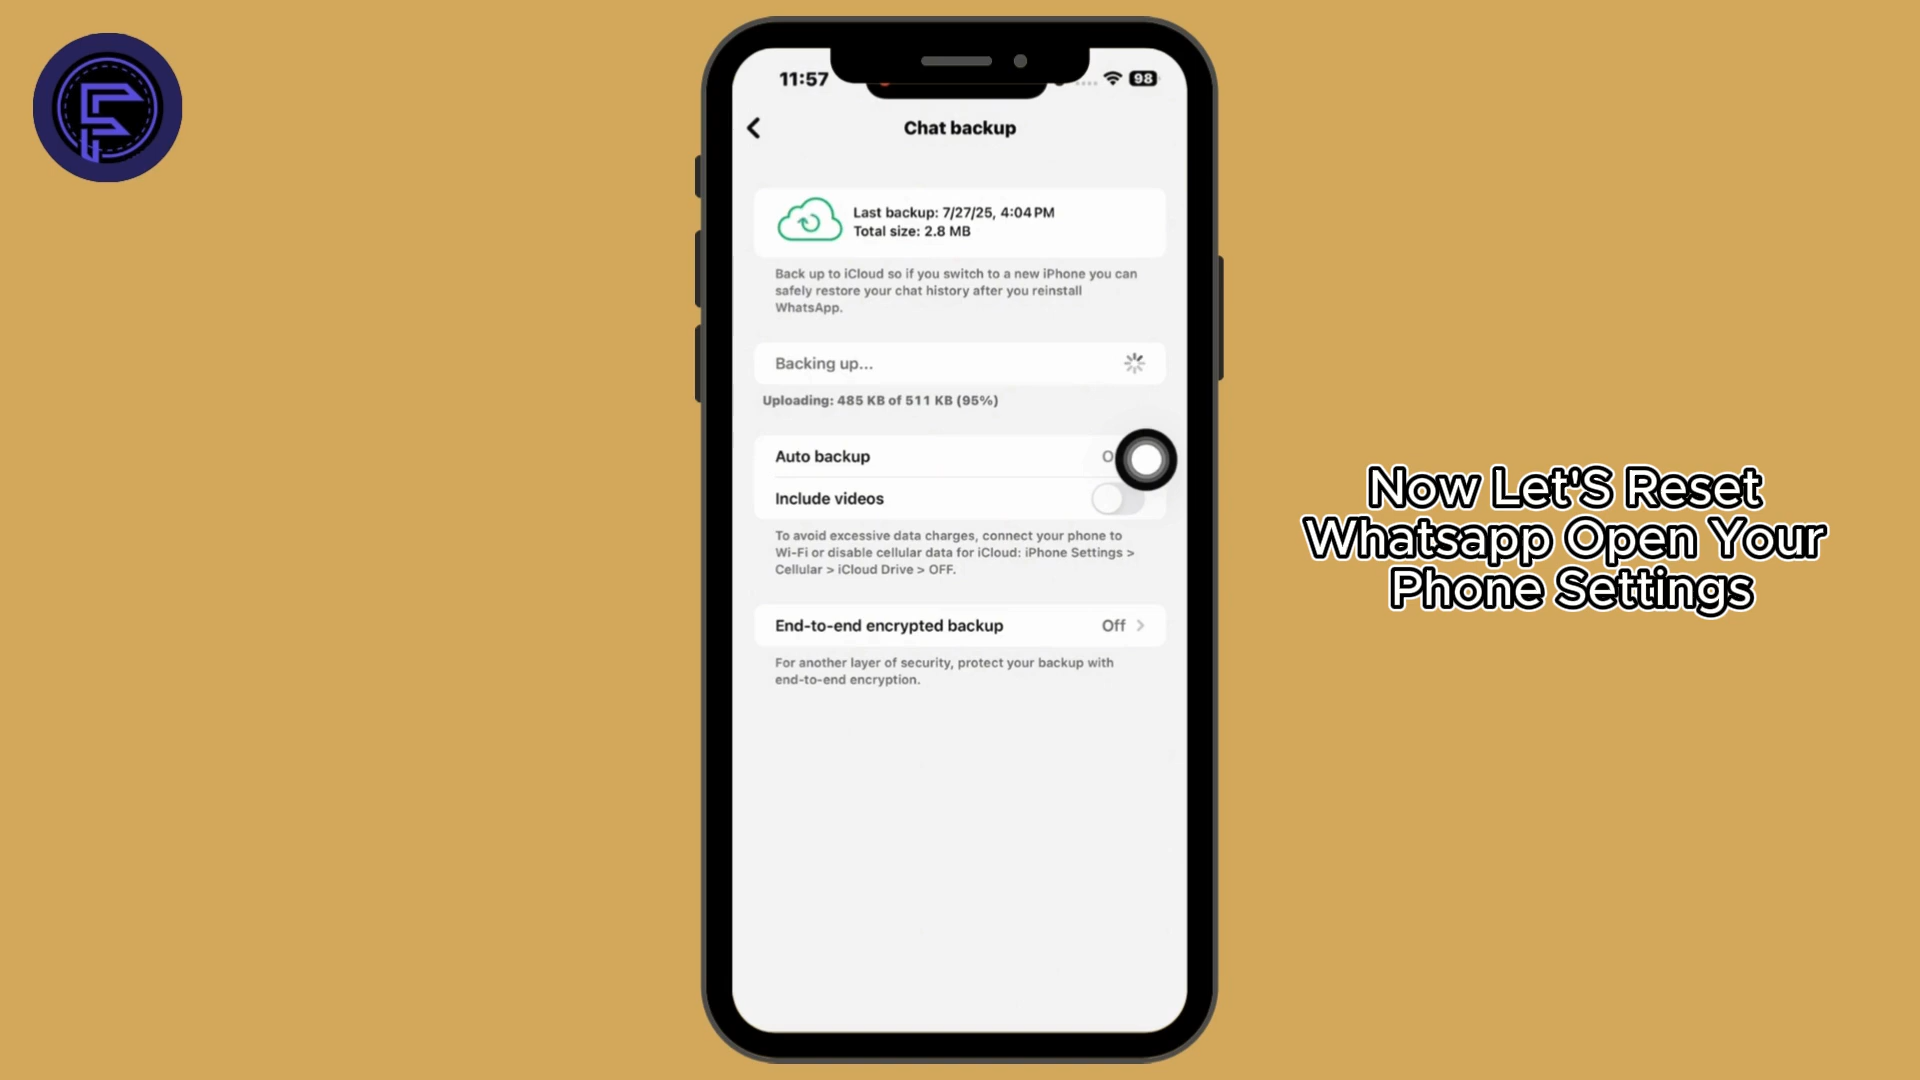 11:57
98
Chat backup
Last backup: 7/27/25, 4:04 PM
Total size: 2.8 MB
Back up to iCloud so if you switch to a new iPhone you can
safely restore your chat history after you reinstall
WhatsApp.
Backing up...
Uploading: 485 KB of 511 KB (95%)
Auto backup
Include videos
To avoid excessive data charges, connect your phone to
Wi-Fi or disable cellular data for iCloud: iPhone Settings >
Cellular > iCloud Drive > OFF.
End-to-end encrypted backup Off >
For another layer of security, protect your backup with
end-to-end encryption.
Now Let'S Reset
Whatsapp Open Your
Phone Settings